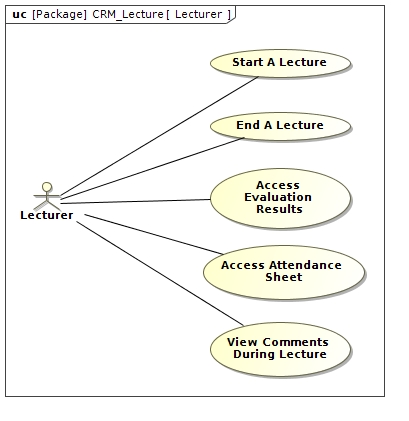 uc [Package] CRM_Lecture [ Lecturer ]
Start A Lecture
End A Lecture
Access
Evaluation
Results
Lecturer
Access Attendance
Sheet
View Comments
During Lecture